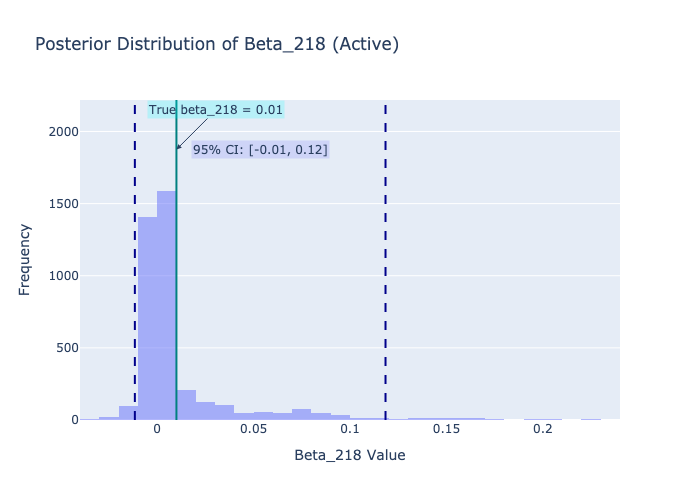 Posterior Distribution of Beta_218 (Active)
True beta_218 = 0.01
95% CI: [-0.01, 0.12]
2000
1500
1000
500
0
Frequency
0
0.05
0.1
0.15
0.2
Beta_218 Value